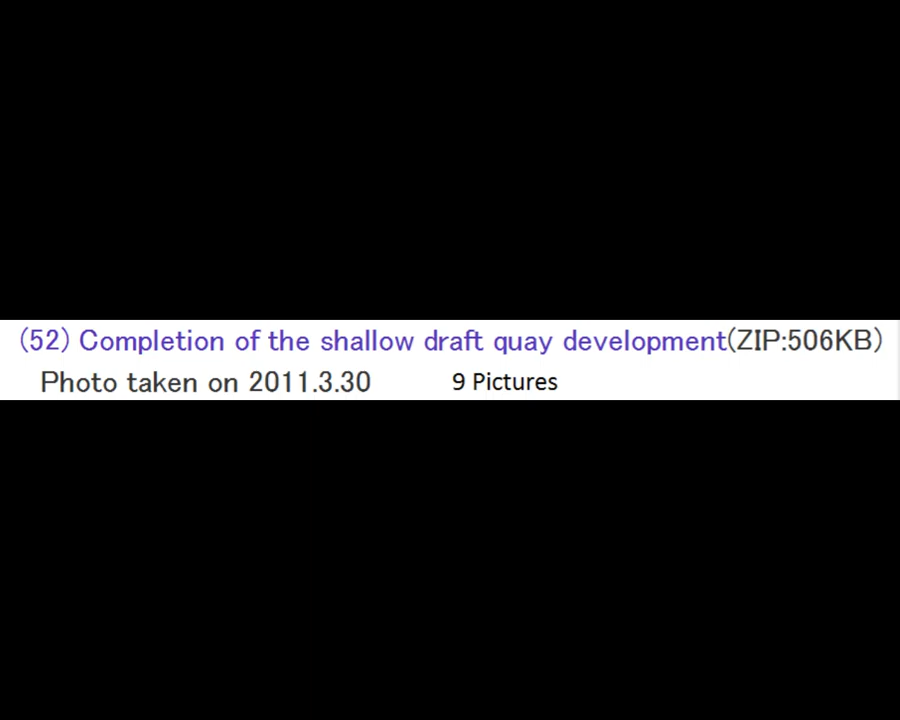 (52) Completion of the shallow draft quay development(ZIP:506KB)
Photo taken on 2011.3.30 9 Pictures